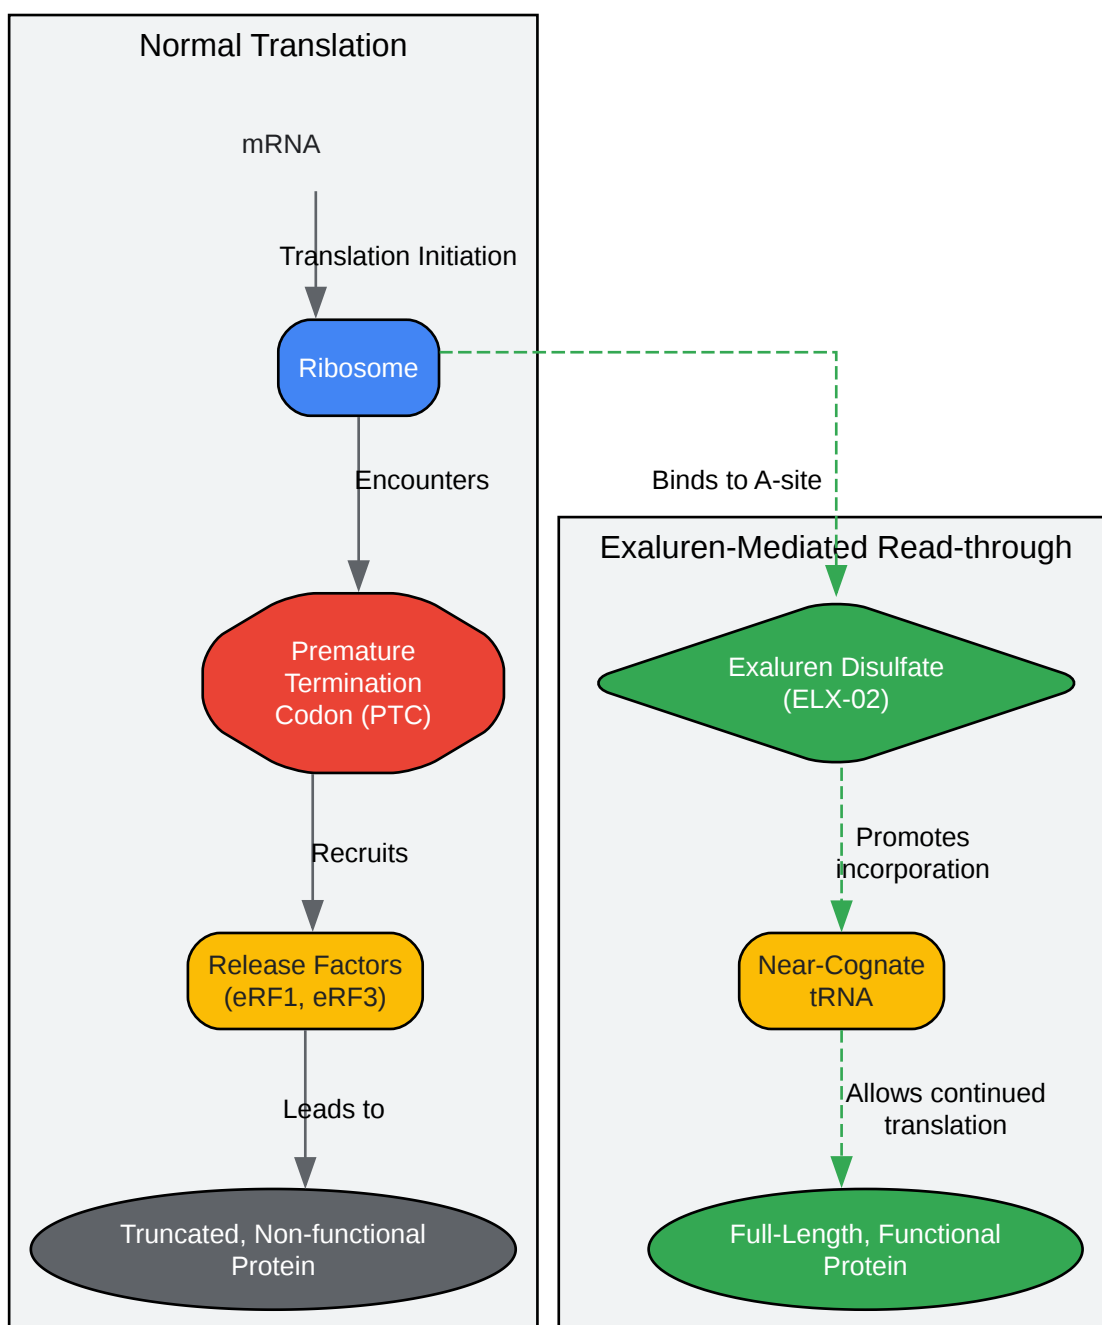 Normal Translation
mRNA
Translation Initiation
Ribosome
Encounters
Premature
Termination
Codon (PTC)
Recruits
Release Factors
(eRF1, eRF3)
Leads to
Truncated, Non-functional
Protein
Binds to A-site
Exaluren-Mediated Read-through
Exaluren Disulfate
(ELX-02)
Promotes
incorporation
Near-Cognate
tRNA
Allows continued
translation
Full-Length, Functional
Protein